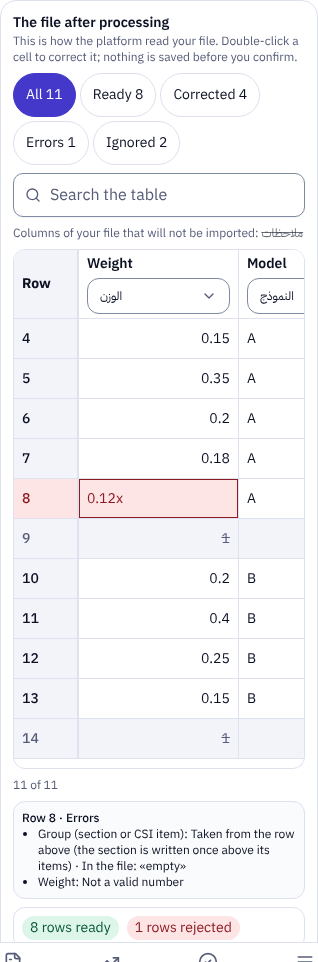 The file after processing
This is how the platform read your file. Double-click a
cell to correct it; nothing is saved before you confirm.
All 11
Ready 8
Corrected 4
Errors 1
Ignored 2
Search the table
Columns of your file that will not be imported: ملاحظات
Row
Weight
Model
الوزن
النموذج
4 0.15 A
5 0.35 A
6 0.2 A
7 0.18 A
8 0.12x A
9 1
10 0.2 B
11 0.4 B
12 0.25 B
13 0.15 B
14 1
11 of 11
Row 8 · Errors
• Group (section or CSI item): Taken from the row
above (the section is written once above its
items) · In the file: «empty»
• Weight: Not a valid number
8 rows ready
1 rows rejected